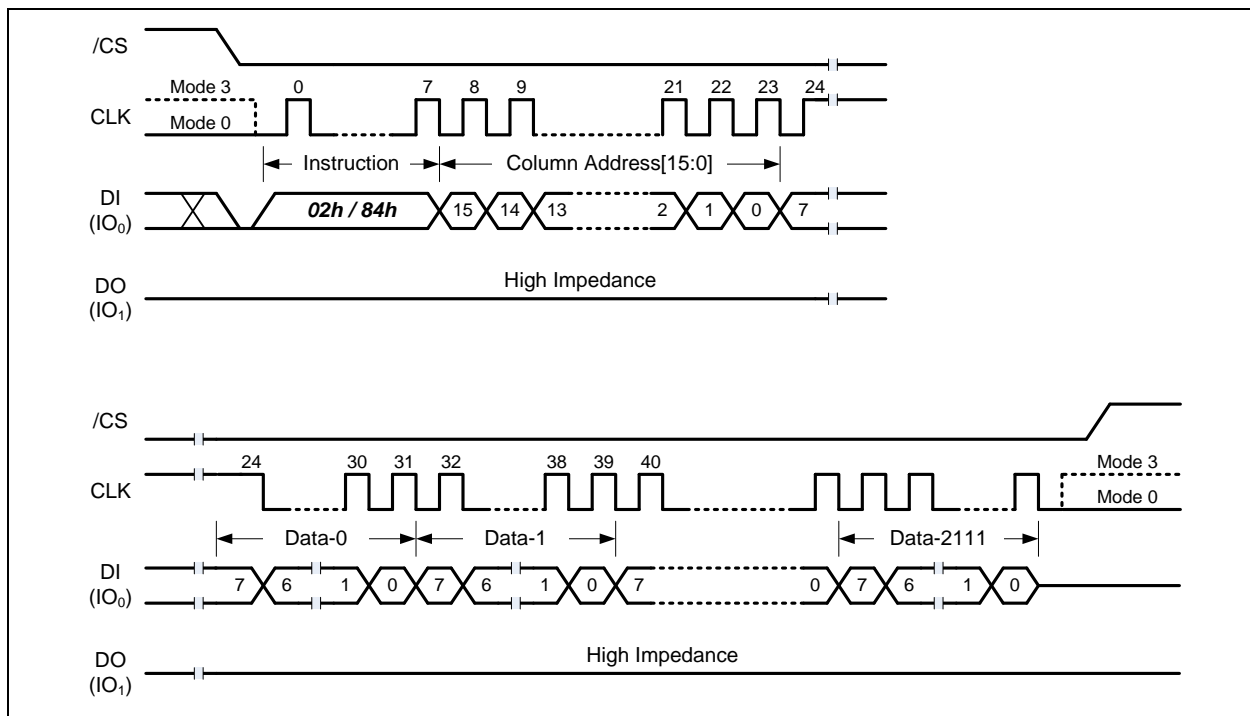 /CS
Mode 3 0 7 8 9 21 22 23 24
CLK
Mode 0
Instruction Column Address[15:0]
DI
(IO₀)
02h / 84h 15 14 13 2 1 0 7
High Impedance
DO
(IO₁)
/CS
24 30 31 32 38 39 40 Mode 3
CLK
Mode 0
Data-0 Data-1 Data-2111
DI
(IO₀)
7 6 1 0 7 6 1 0 7 0 7 6 1 0
High Impedance
DO
(IO₁)